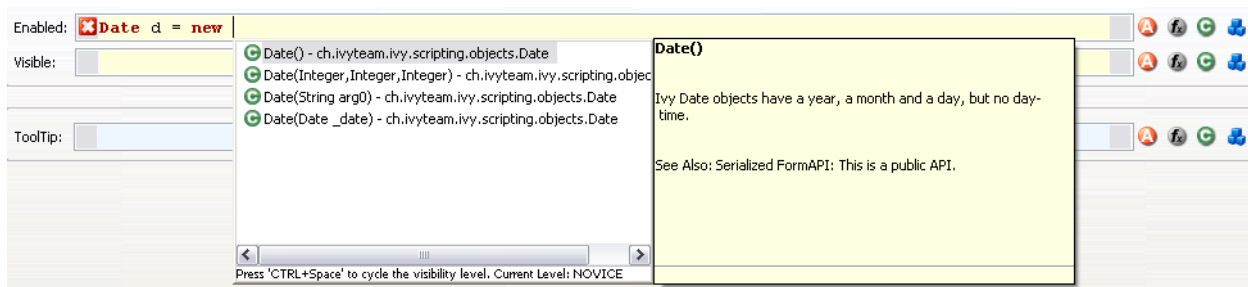 Enabled: Date d = new
Visible:
ToolTip:
Date() - ch.ivyteam.ivy.scripting.objects.Date
Date(Integer,Integer,Integer) - ch.ivyteam.ivy.scripting.objec
Date(String arg0) - ch.ivyteam.ivy.scripting.objects.Date
Date(Date _date) - ch.ivyteam.ivy.scripting.objects.Date
Press 'CTRL+Space' to cycle the visibility level. Current Level: NOVICE
Date()
Ivy Date objects have a year, a month and a day, but no day-
time.
See Also: Serialized FormAPI: This is a public API.